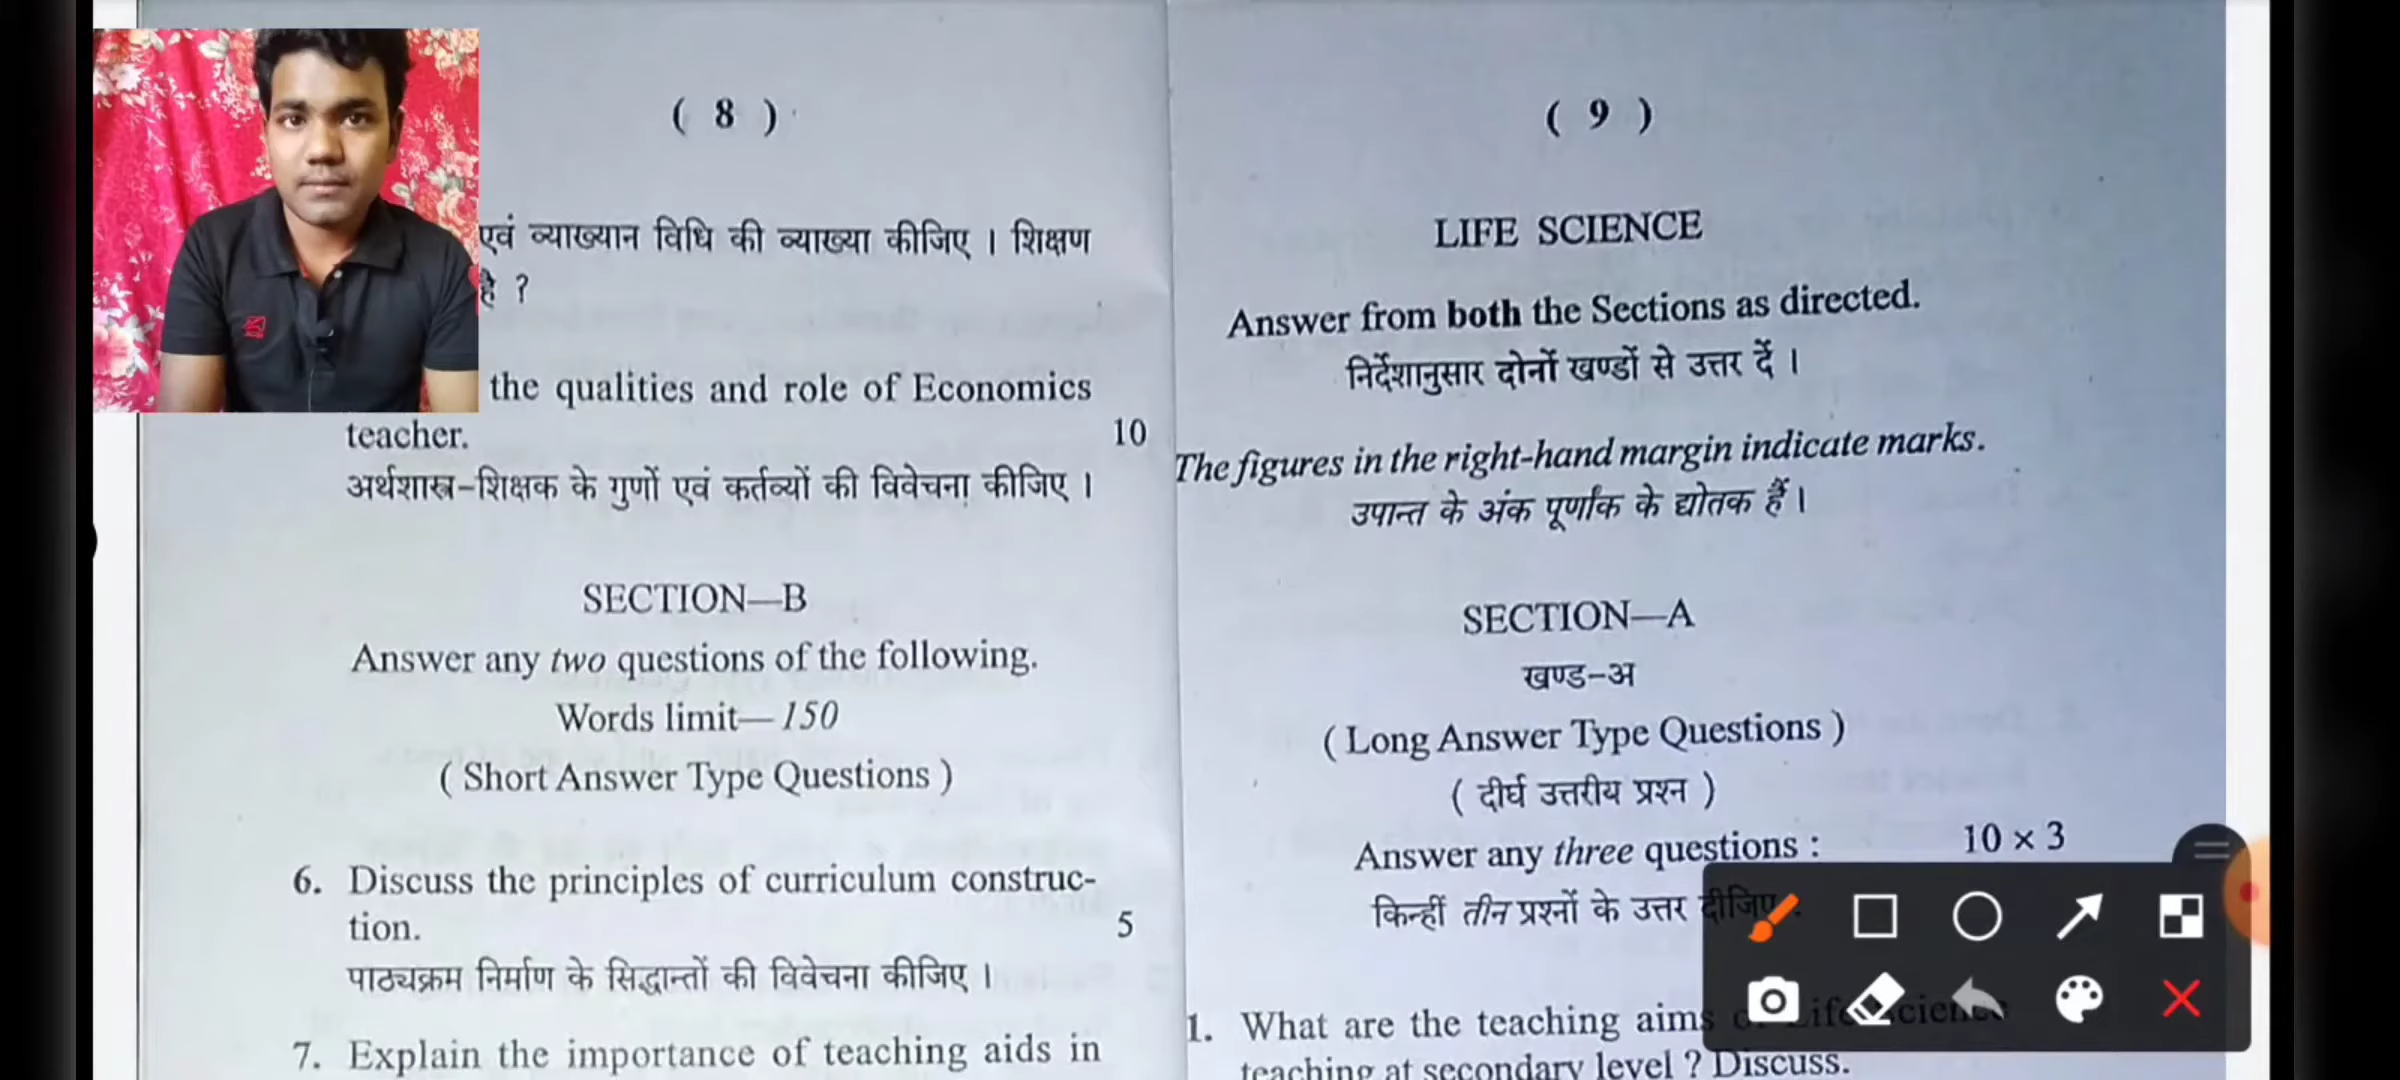 ( 8 )
एवं व्याख्यान विधि की व्याख्या कीजिए । शिक्षण
है ?
the qualities and role of Economics
teacher. 10
अर्थशास्त्र-शिक्षक के गुणों एवं कर्तव्यों की विवेचना कीजिए ।
SECTION—B
Answer any two questions of the following.
Words limit—150
( Short Answer Type Questions )
6. Discuss the principles of curriculum construc-
tion. 5
पाठ्यक्रम निर्माण के सिद्धान्तों की विवेचना कीजिए ।
7. Explain the importance of teaching aids in
( 9 )
LIFE SCIENCE
Answer from both the Sections as directed.
निर्देशानुसार दोनों खण्डों से उत्तर दें ।
The figures in the right-hand margin indicate marks.
उपान्त के अंक पूर्णांक के द्योतक हैं ।
SECTION—A
खण्ड-अ
( Long Answer Type Questions )
( दीर्घ उत्तरीय प्रश्न )
Answer any three questions : 10 × 3
किन्हीं तीन प्रश्नों के उत्तर दीजिए :
1. What are the teaching aims of Life Science
teaching at secondary level ? Discuss.